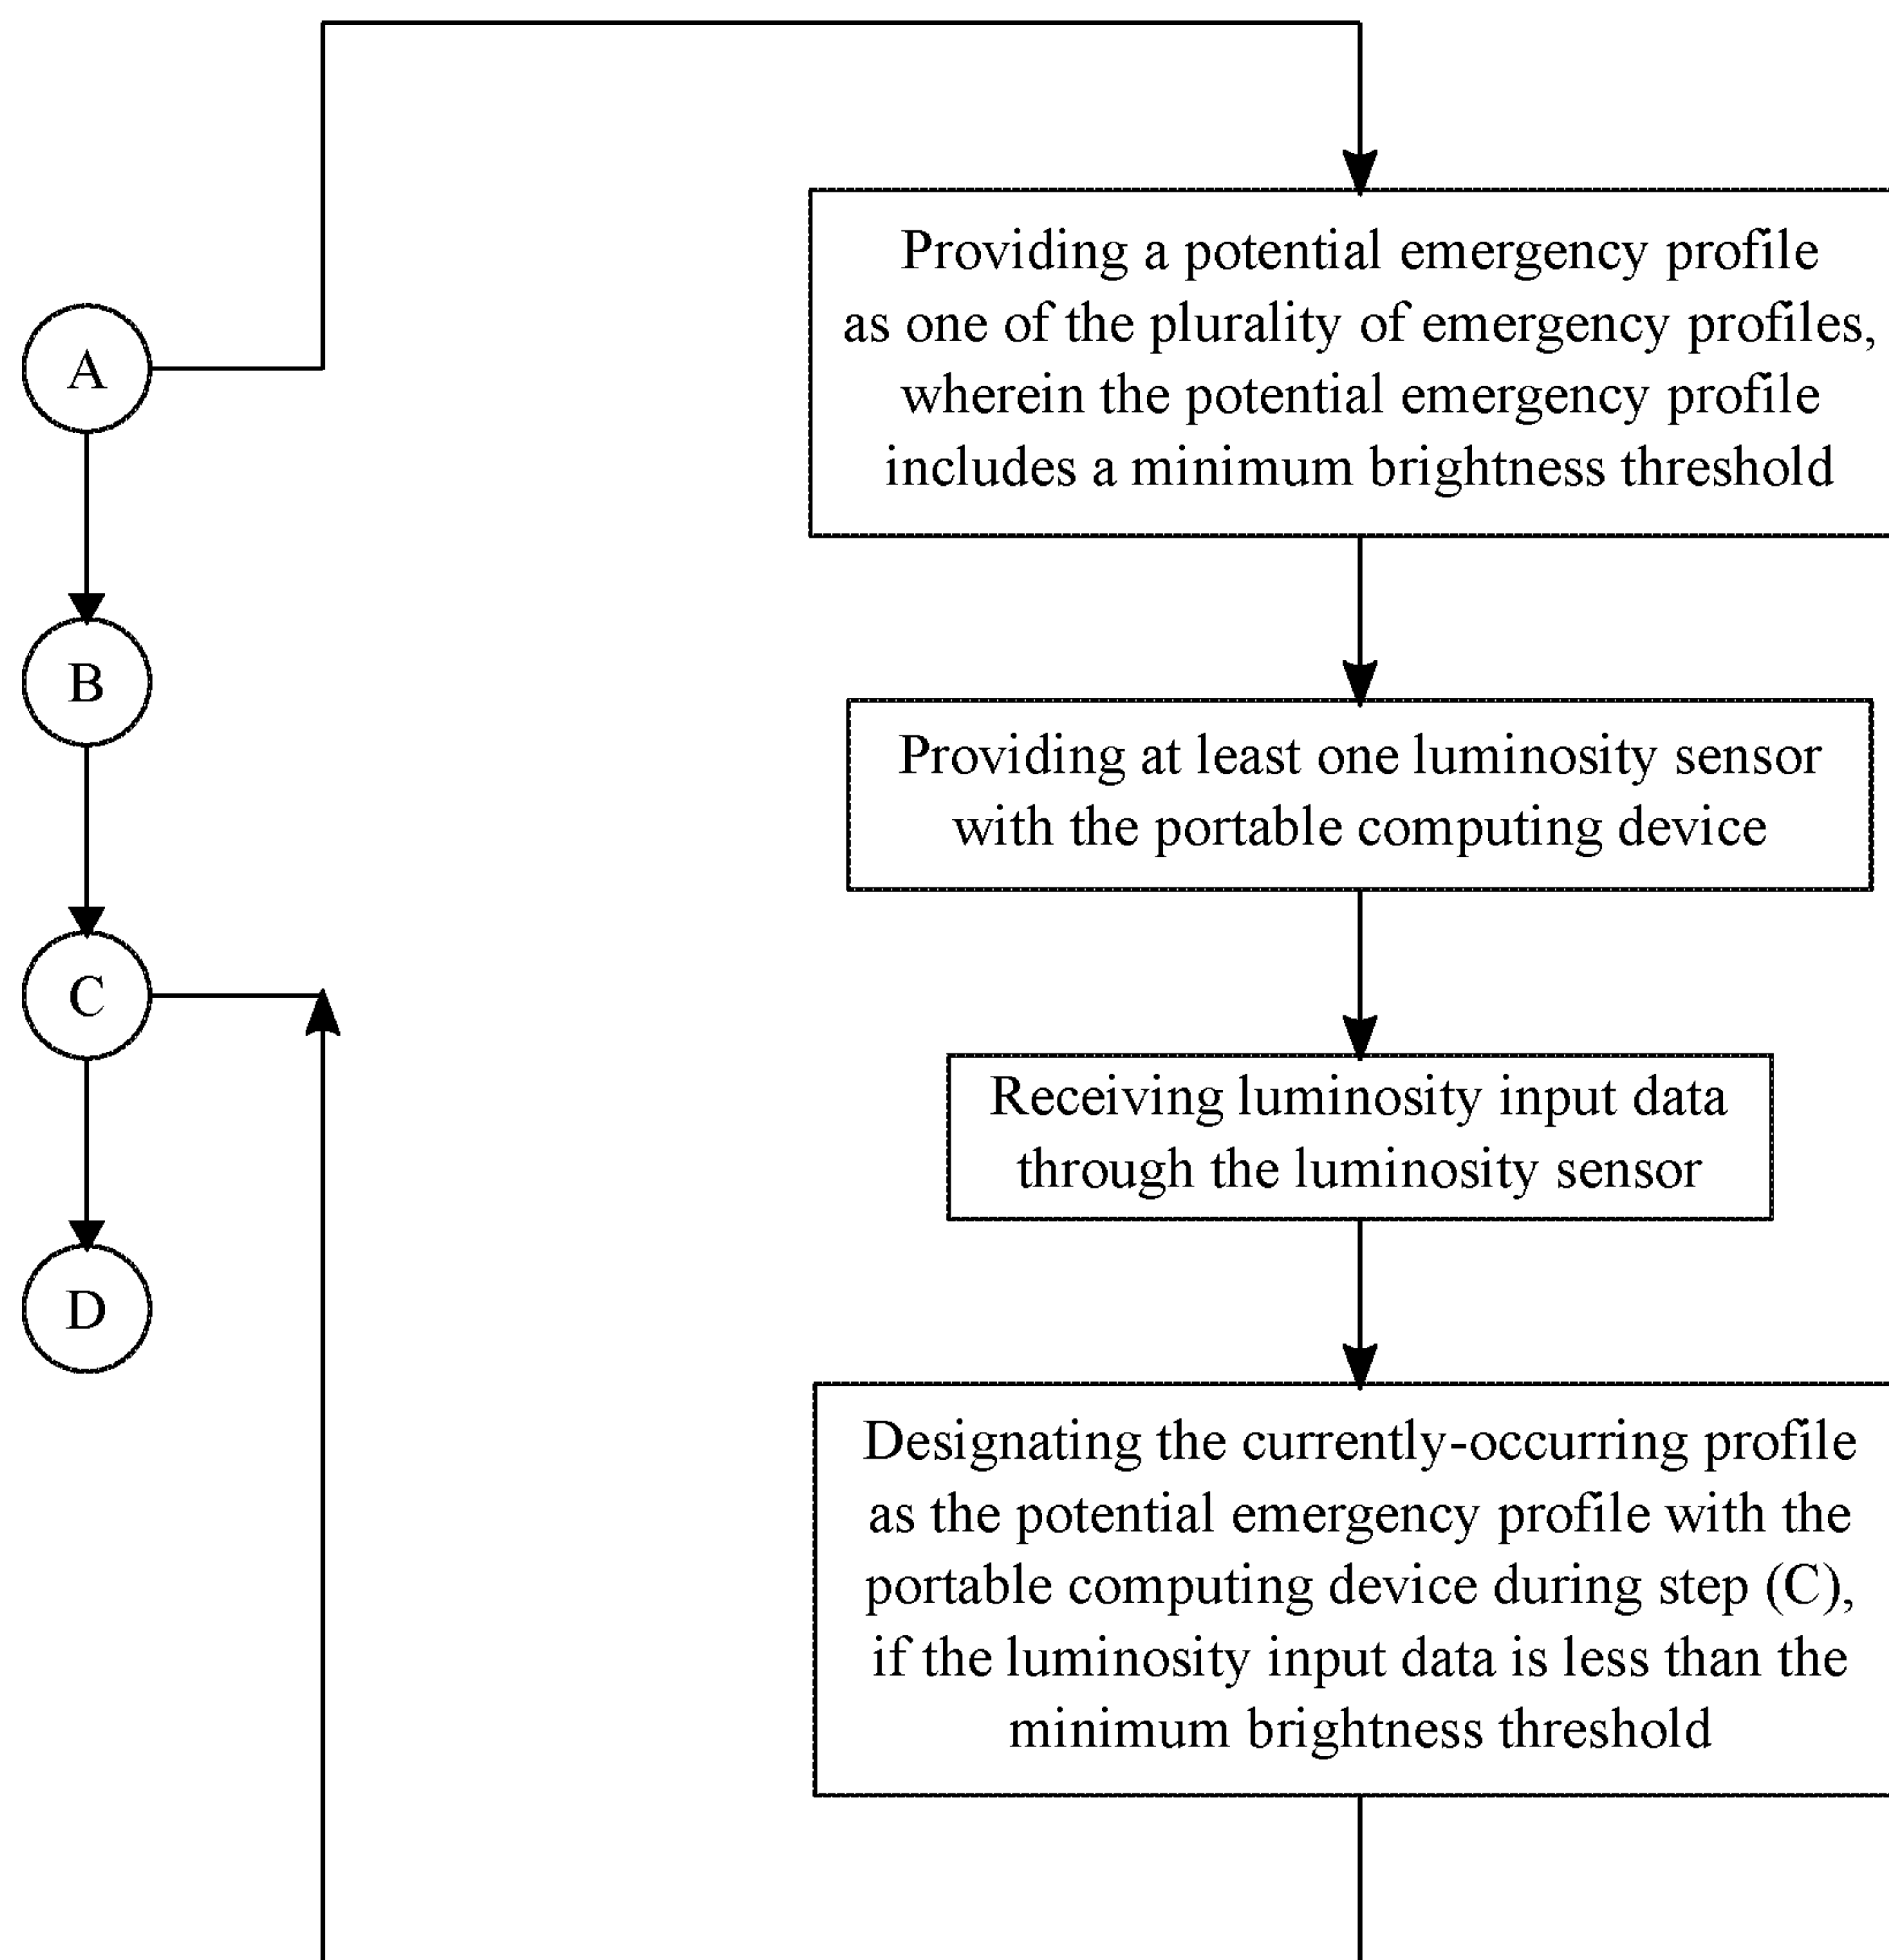 A
B
C
D
Providing a potential emergency profile
as one of the plurality of emergency profiles,
wherein the potential emergency profile
includes a minimum brightness threshold
Providing at least one luminosity sensor
with the portable computing device
Receiving luminosity input data
through the luminosity sensor
Designating the currently-occurring profile
as the potential emergency profile with the
portable computing device during step (C),
if the luminosity input data is less than the
minimum brightness threshold